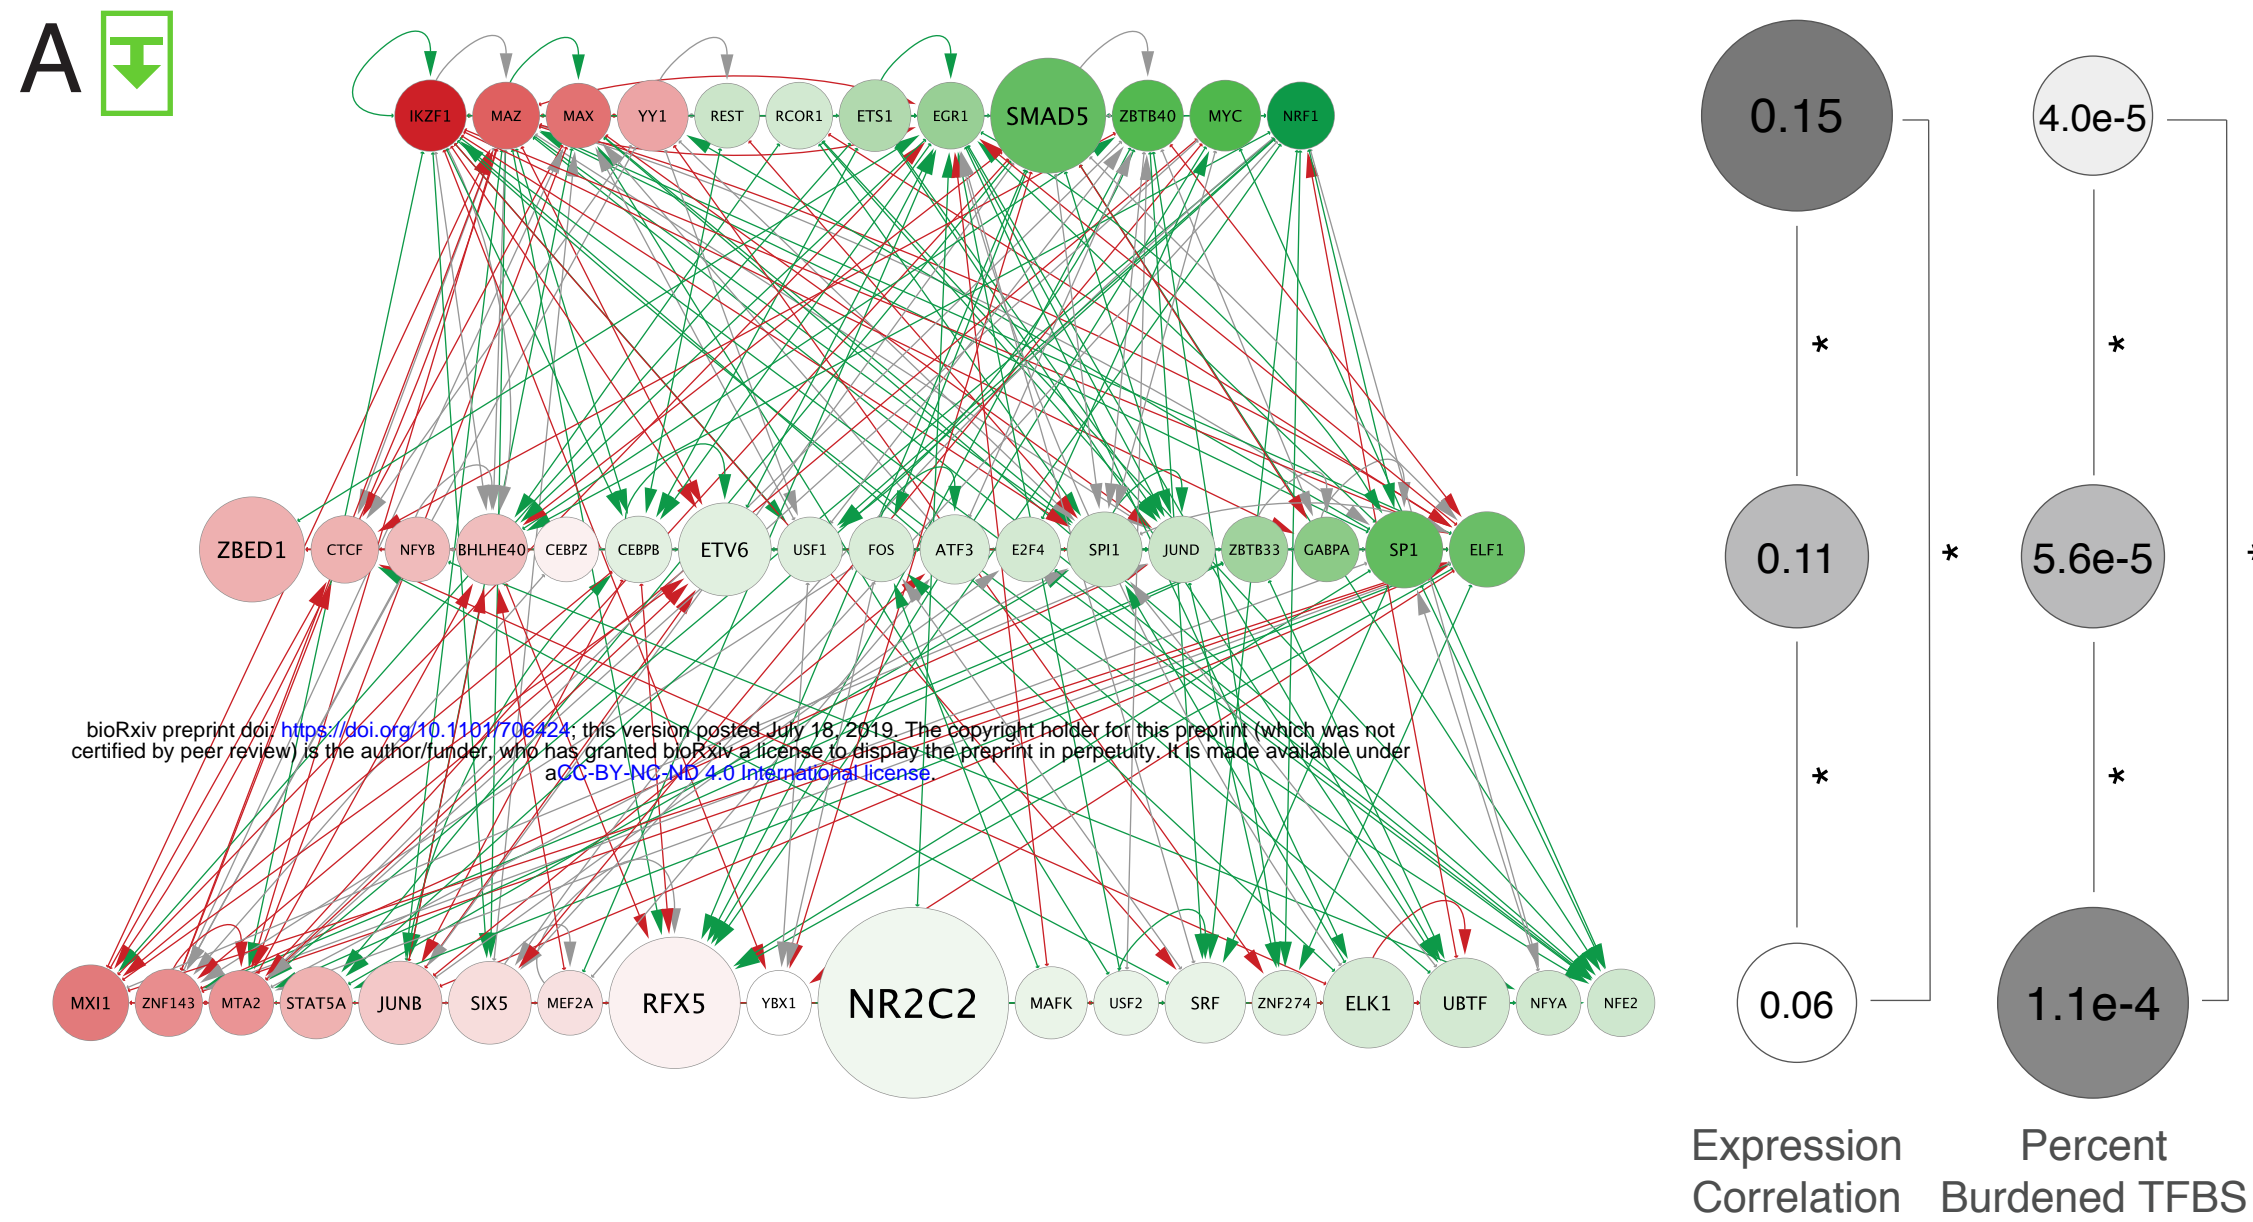 A
IKZF1 MAZ MAX YY1 REST RCOR1 ETS1 EGR1 SMAD5 ZBTB40 MYC NRF1
0.15 4.0e-5
* *
ZBED1 CTCF NFYB BHLHE40 CEBPZ CEBPB ETV6 USF1 FOS ATF3 E2F4 SPI1 JUND ZBTB33 GABPA SP1 ELF1
0.11 * 5.6e-5
bioRxiv preprint doi: https://doi.org/10.1101/706424; this version posted July 18, 2019. The copyright holder for this preprint (which was not
certified by peer review) is the author/funder, who has granted bioRxiv a license to display the preprint in perpetuity. It is made available under
aCC-BY-NC-ND 4.0 International license.
* *
MXI1 ZNF143 MTA2 STAT5A JUNB SIX5 MEF2A RFX5 YBX1 NR2C2 MAFK USF2 SRF ZNF274 ELK1 UBTF NFYA NFE2
0.06 1.1e-4
Expression Percent
Correlation Burdened TFBS